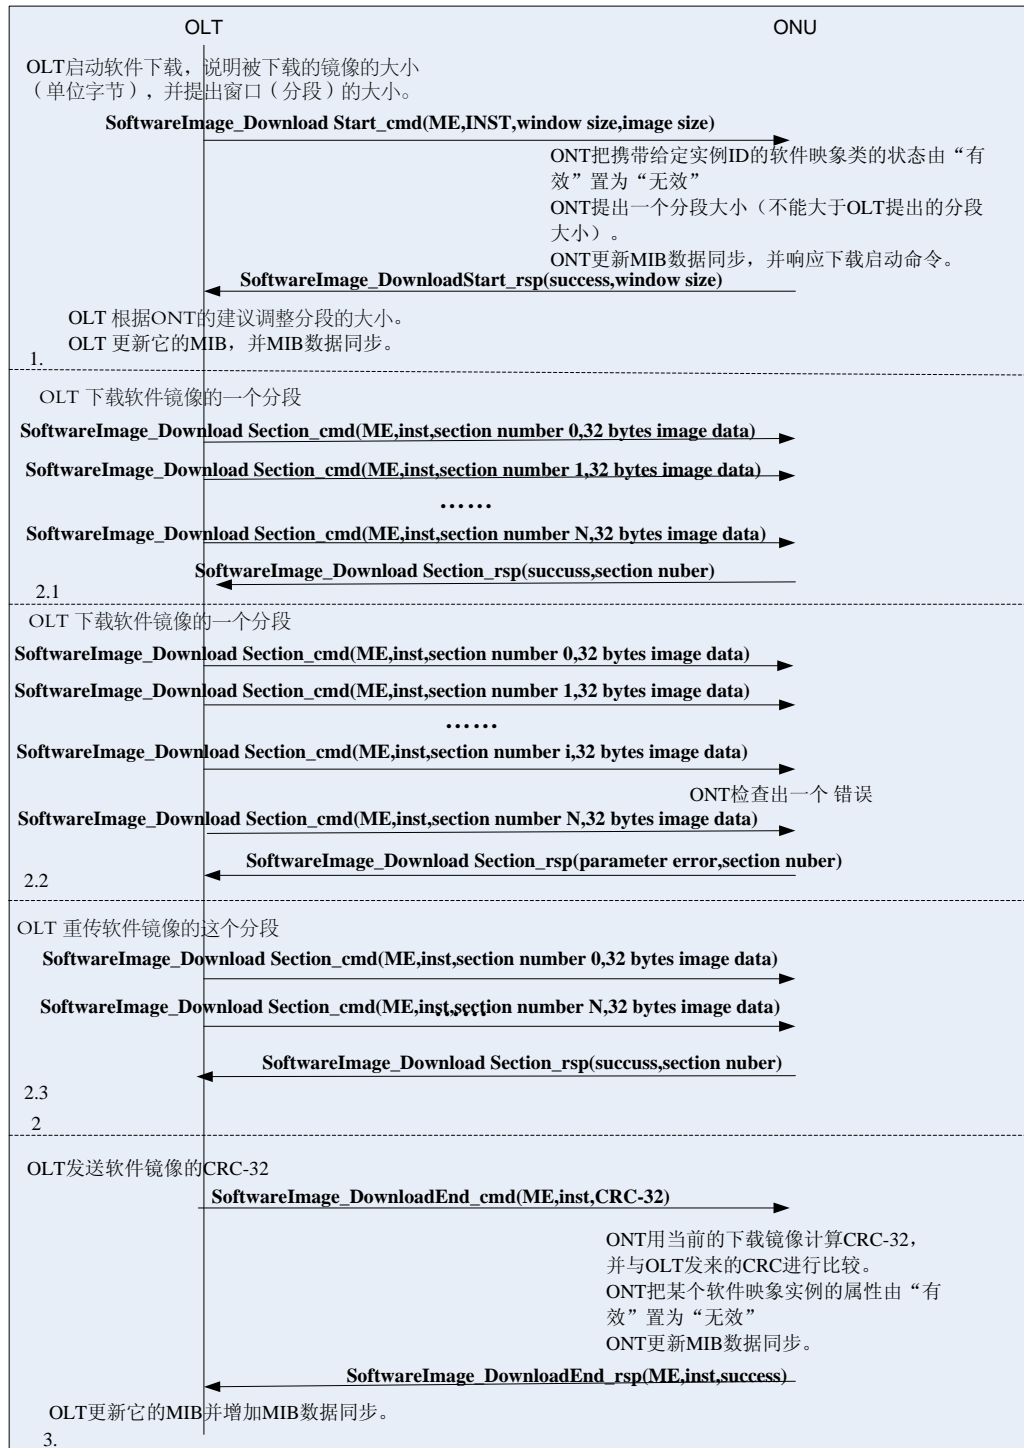 OLT
ONU
OLT启动软件下载，说明被下载的镜像的大小
（单位字节），并提出窗口（分段）的大小。
SoftwareImage_Download Start_cmd(ME,INST,window size,image size)
ONT把携带给定实例ID的软件映象类的状态由“有
效”置为“无效”
ONT提出一个分段大小（不能大于OLT提出的分段
大小）。
ONT更新MIB数据同步，并响应下载启动命令。
SoftwareImage_DownloadStart_rsp(success,window size)
OLT 根据ONT的建议调整分段的大小。
OLT 更新它的MIB，并MIB数据同步。
1.
OLT 下载软件镜像的一个分段
SoftwareImage_Download Section_cmd(ME,inst,section number 0,32 bytes image data)
SoftwareImage_Download Section_cmd(ME,inst,section number 1,32 bytes image data)
……
SoftwareImage_Download Section_cmd(ME,inst,section number N,32 bytes image data)
SoftwareImage_Download Section_rsp(succuss,section nuber)
2.1
OLT 下载软件镜像的一个分段
SoftwareImage_Download Section_cmd(ME,inst,section number 0,32 bytes image data)
SoftwareImage_Download Section_cmd(ME,inst,section number 1,32 bytes image data)
……
SoftwareImage_Download Section_cmd(ME,inst,section number i,32 bytes image data)
ONT检查出一个 错误
SoftwareImage_Download Section_cmd(ME,inst,section number N,32 bytes image data)
SoftwareImage_Download Section_rsp(parameter error,section nuber)
2.2
OLT 重传软件镜像的这个分段
SoftwareImage_Download Section_cmd(ME,inst,section number 0,32 bytes image data)
SoftwareImage_Download Section_cmd(ME,inst,section number N,32 bytes image data)
……
SoftwareImage_Download Section_rsp(succuss,section nuber)
2.3
2
OLT发送软件镜像的CRC-32
SoftwareImage_DownloadEnd_cmd(ME,inst,CRC-32)
ONT用当前的下载镜像计算CRC-32，
并与OLT发来的CRC进行比较。
ONT把某个软件映象实例的属性由“有
效”置为“无效”
ONT更新MIB数据同步。
SoftwareImage_DownloadEnd_rsp(ME,inst,success)
OLT更新它的MIB并增加MIB数据同步。
3.